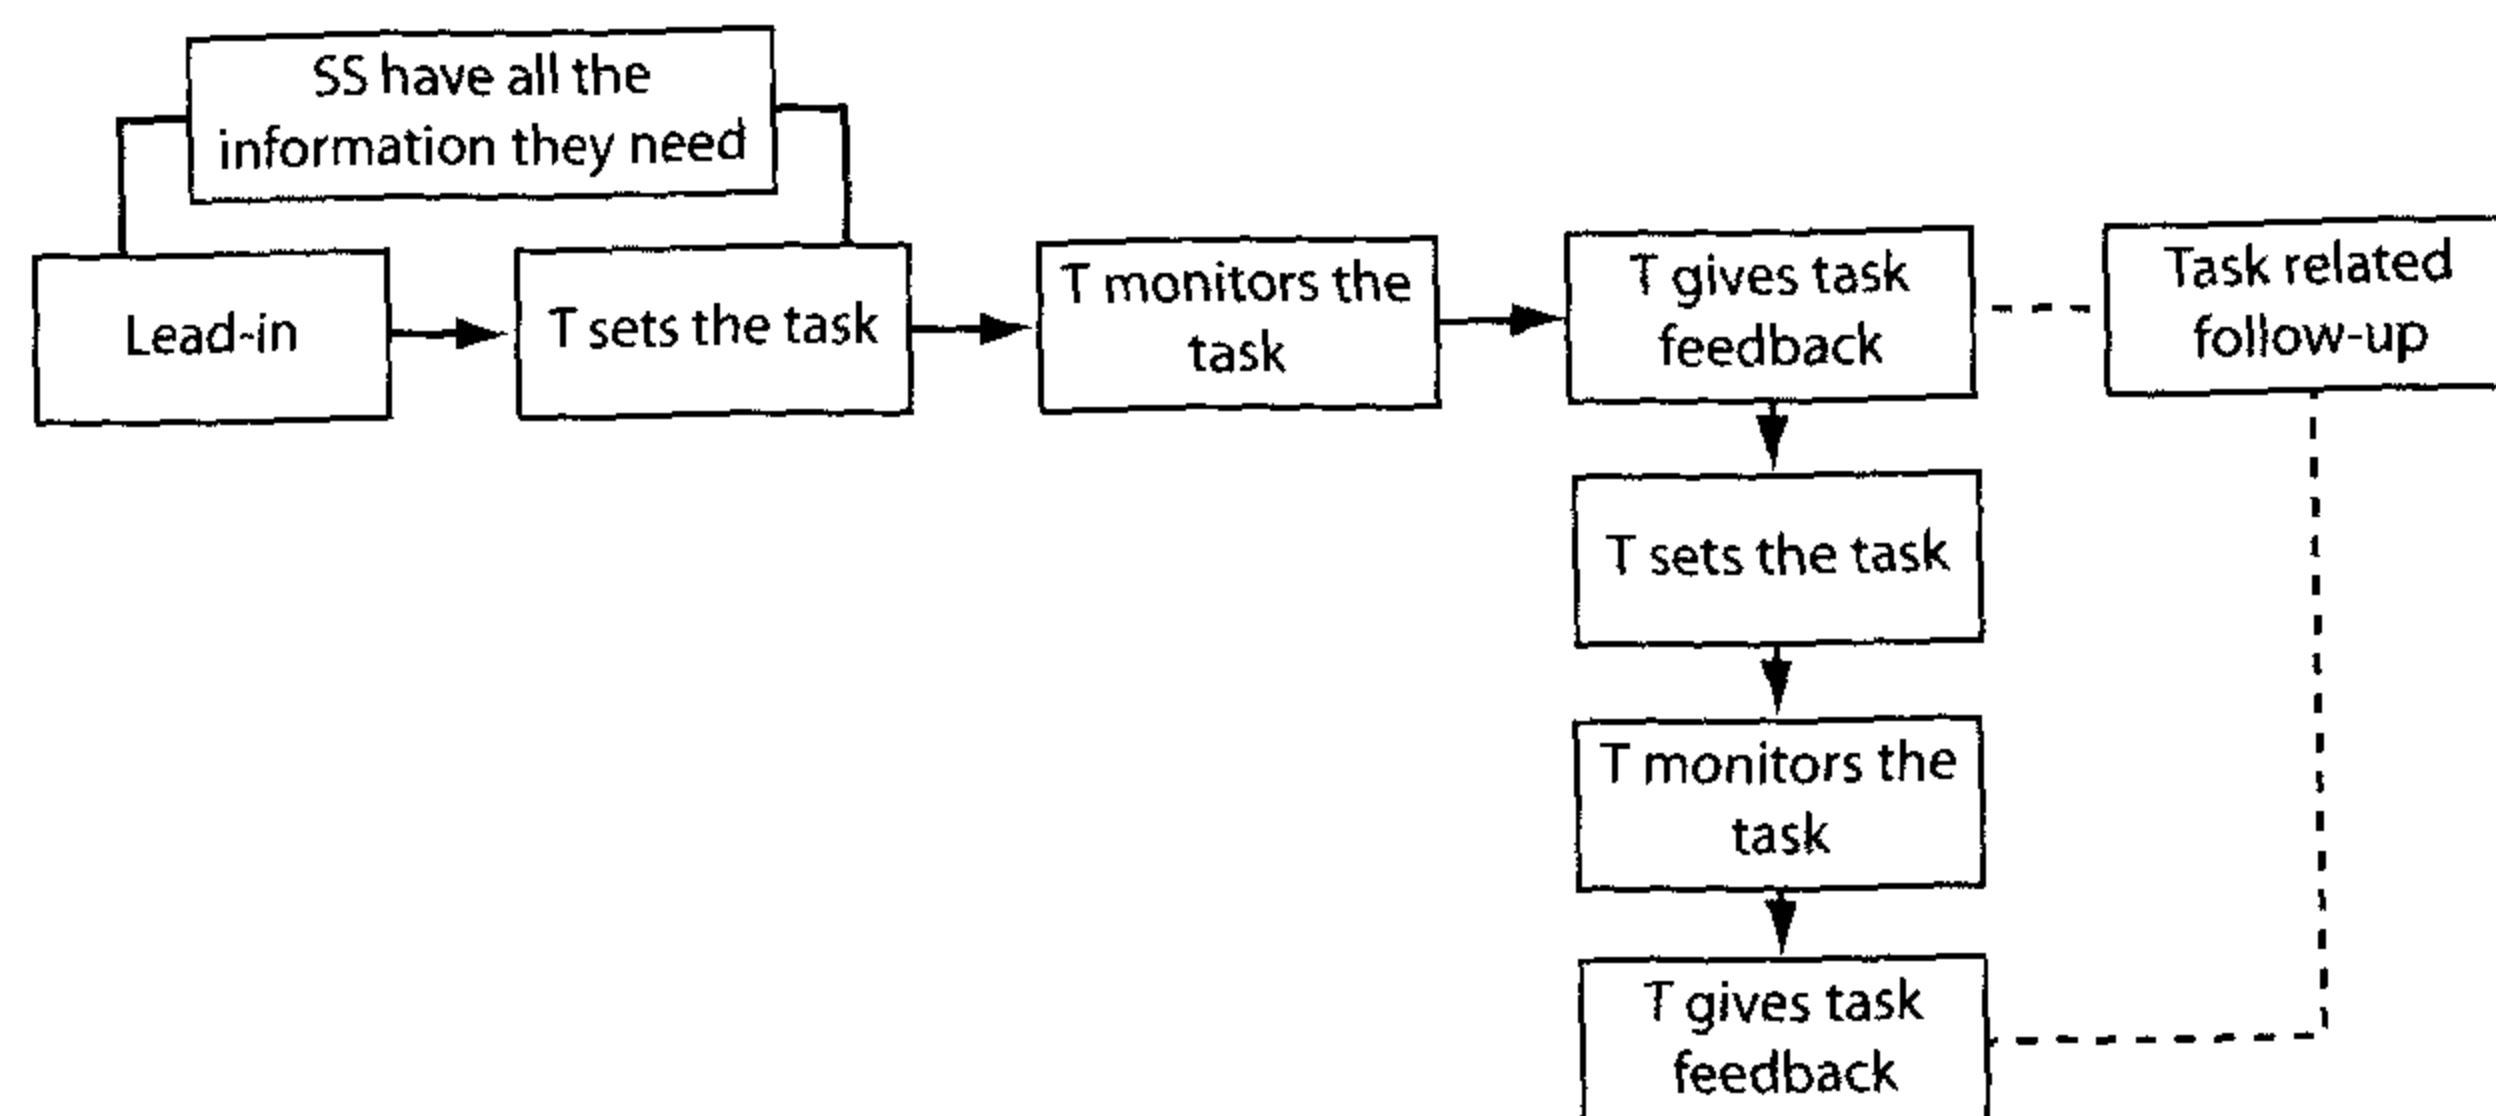 SS have all the
information they need
Lead-in
T sets the task
T monitors the
task
T gives task
feedback
Task related
follow-up
T sets the task
T monitors the
task
T gives task
feedback